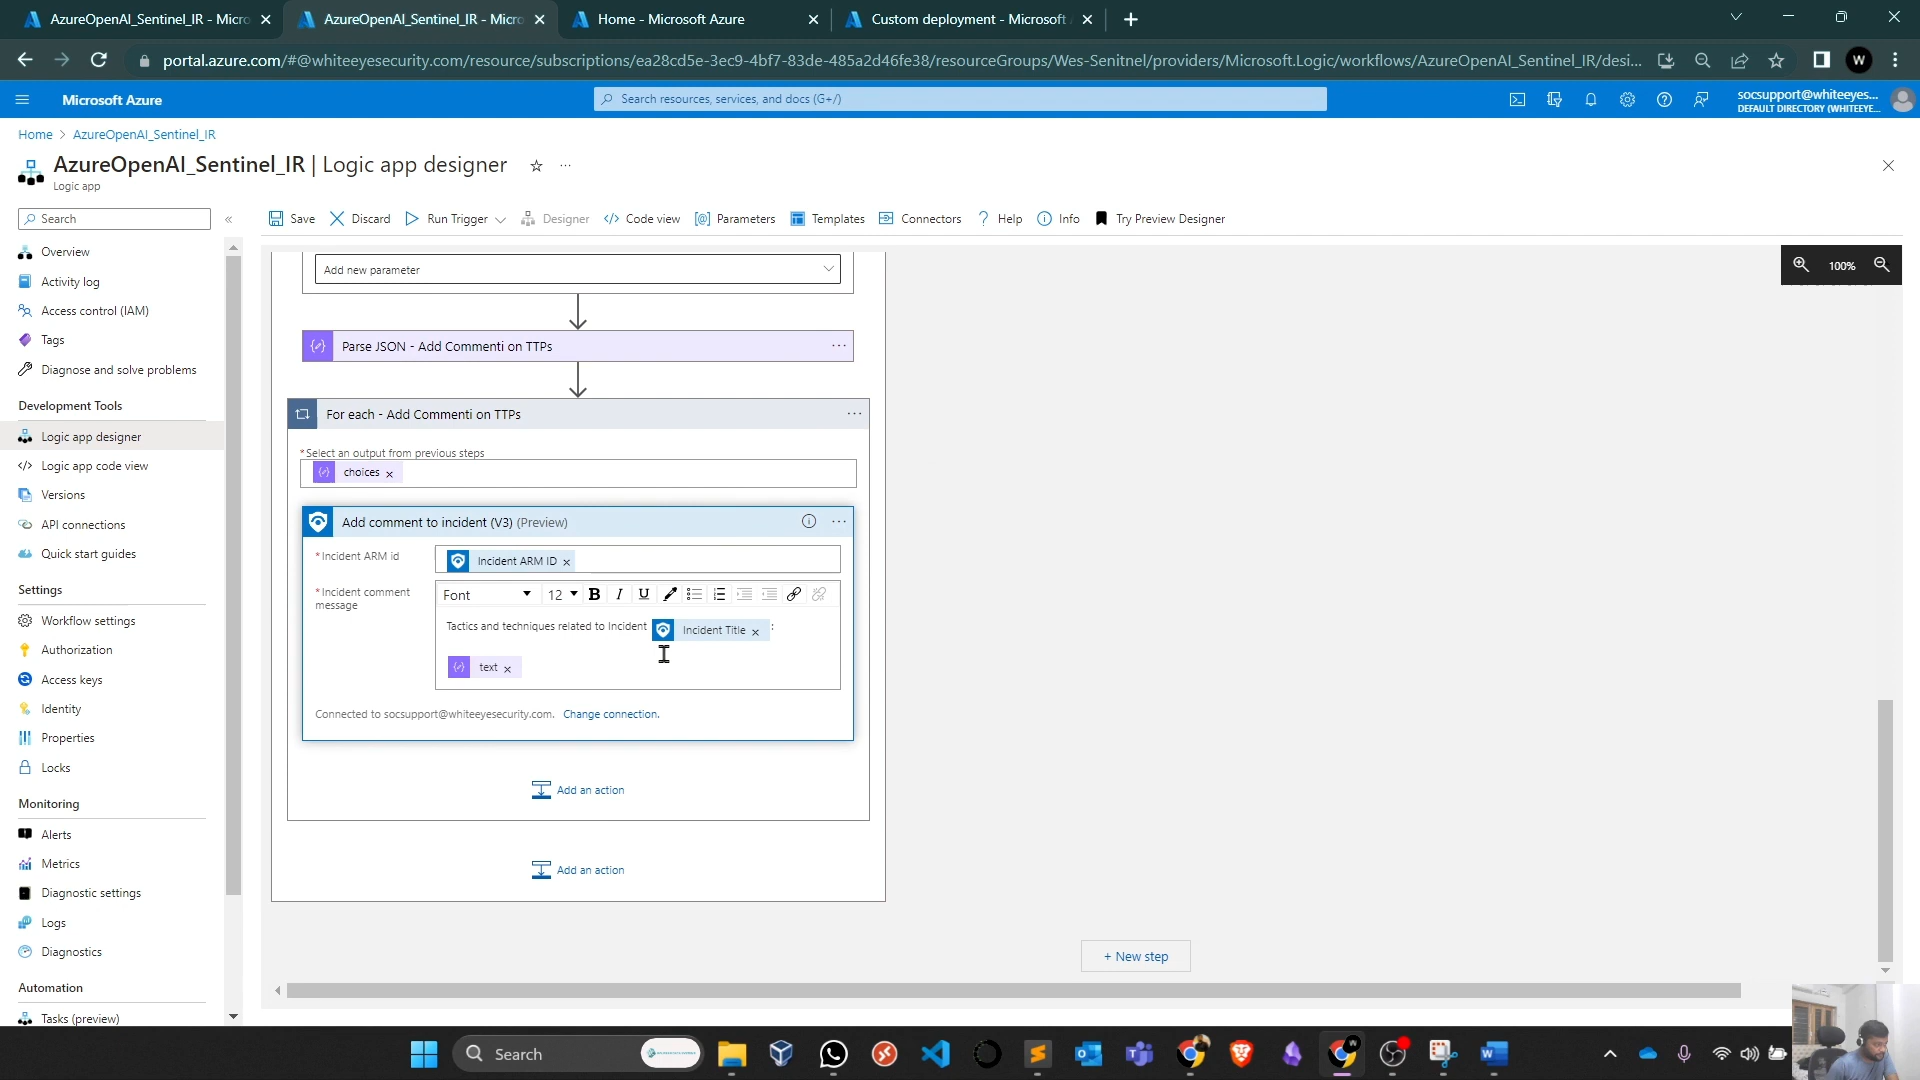 AzureOpenAI_Sentinel_IR - Micro
AzureOpenAI_Sentinel_IR - Micro
Home - Microsoft Azure
Custom deployment - Microsoft
portal.azure.com/#@whiteeyesecurity.com/resource/subscriptions/ea28cd5e-3ec9-4bf7-83de-485a2d46fe38/resourceGroups/Wes-Senitnel/providers/Microsoft.Logic/workflows/AzureOpenAI_Sentinel_IR/desi...
W
Microsoft Azure
Search resources, services, and docs (G+/)
socsupport@whiteeyes...
DEFAULT DIRECTORY (WHITEEYE...
Home > AzureOpenAI_Sentinel_IR
AzureOpenAI_Sentinel_IR | Logic app designer
Logic app
Search
Save
Discard
Run Trigger
Designer
Code view
Parameters
Templates
Connectors
Help
Info
Try Preview Designer
Overview
Activity log
Access control (IAM)
Tags
Diagnose and solve problems
Development Tools
Logic app designer
Logic app code view
Versions
API connections
Quick start guides
Settings
Workflow settings
Authorization
Access keys
Identity
Properties
Locks
Monitoring
Alerts
Metrics
Diagnostic settings
Logs
Diagnostics
Automation
Tasks (preview)
Add new parameter
100%
Parse JSON - Add Commenti on TTPs
For each - Add Commenti on TTPs
*Select an output from previous steps
choices
Add comment to incident (V3) (Preview)
*Incident ARM id
Incident ARM ID
*Incident comment
message
Font
12
B I U
Tactics and techniques related to Incident Incident Title :
text
Connected to socsupport@whiteeyesecurity.com. Change connection.
Add an action
Add an action
+ New step
Search